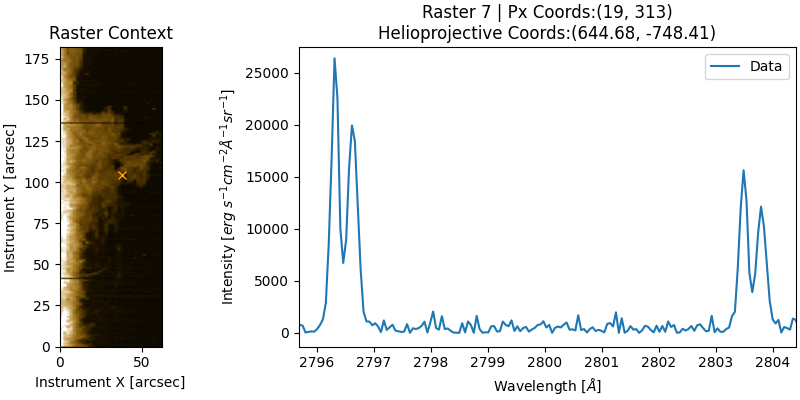 Raster Context
Instrument Y [arcsec]
175
150
125
100
75
50
25
0
0 50
Instrument X [arcsec]
Raster 7 | Px Coords:(19, 313)
Helioprojective Coords:(644.68, -748.41)
Data
Intensity [erg s⁻¹cm⁻²Å⁻¹sr⁻¹]
25000
20000
15000
10000
5000
0
2796 2797 2798 2799 2800 2801 2802 2803 2804
Wavelength [Å]